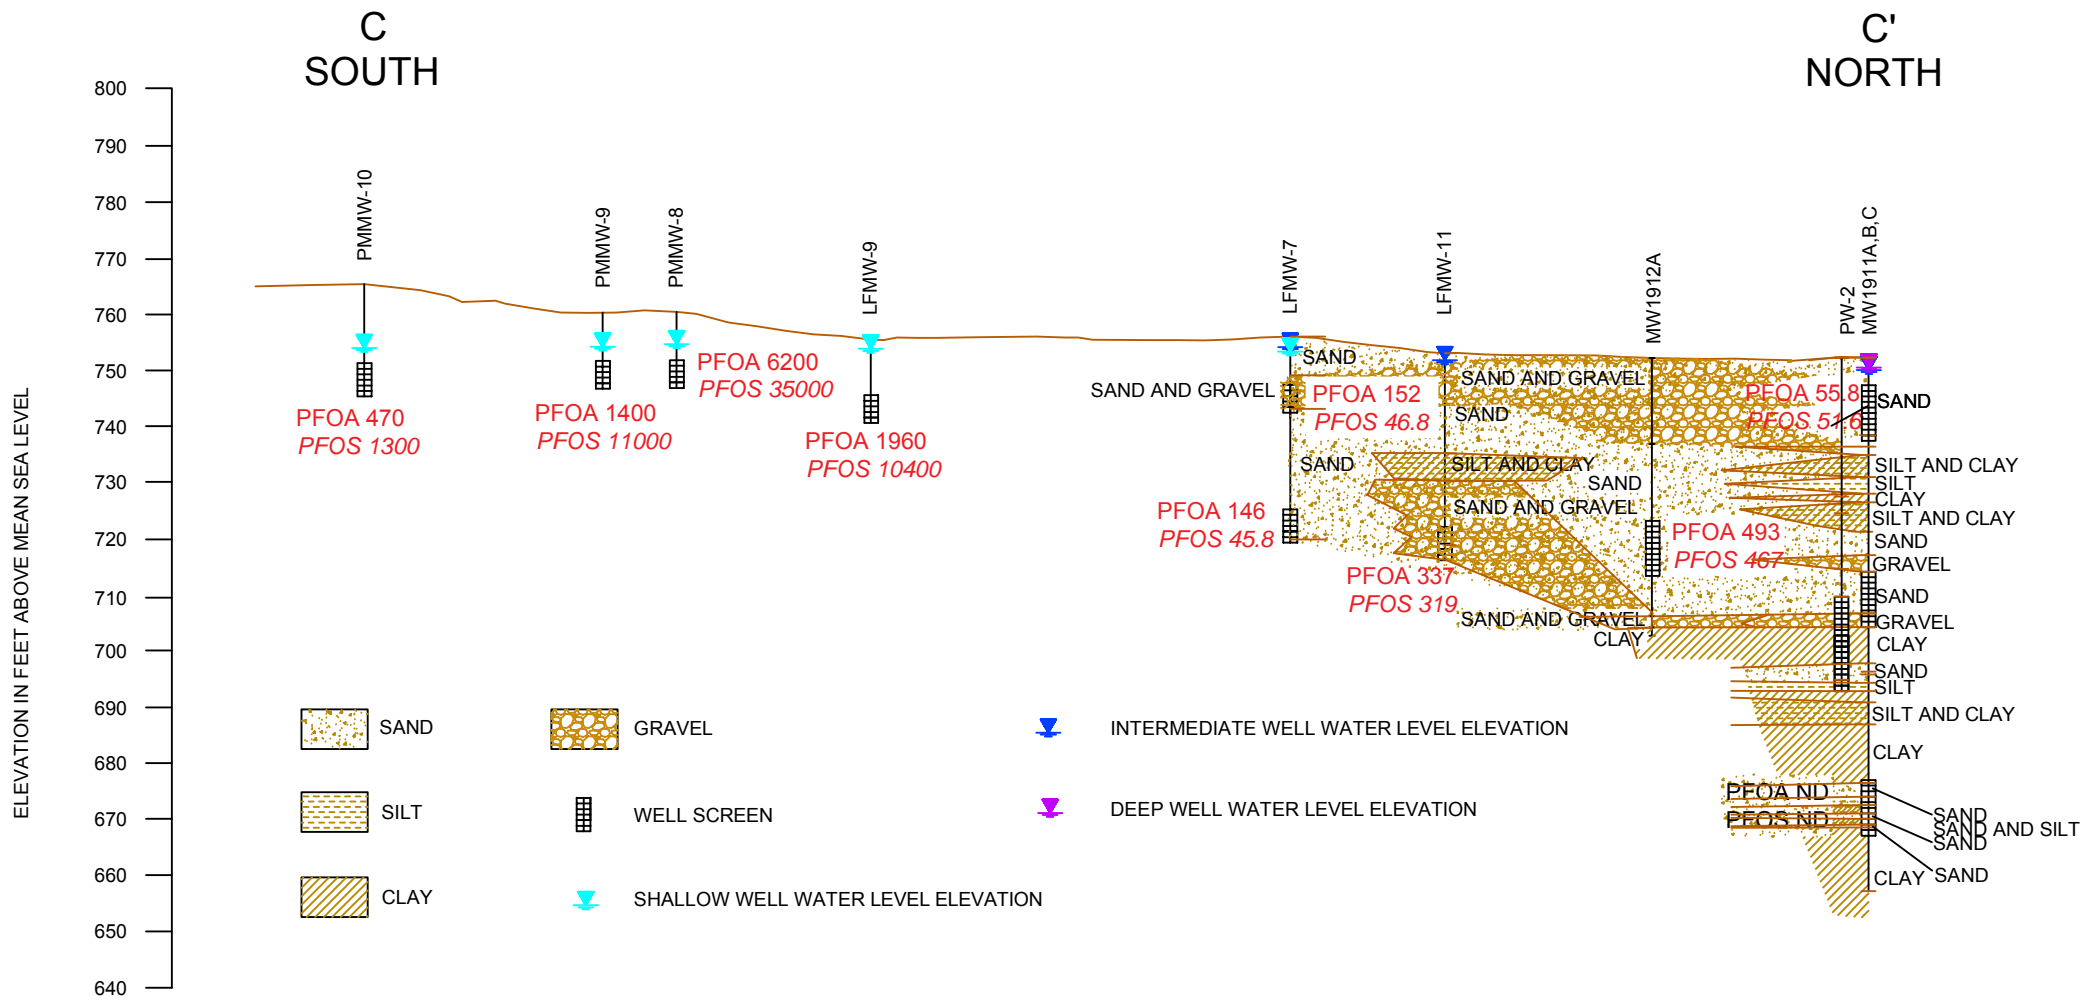 C
SOUTH
C'
NORTH
800
790
780
770
760
750
740
730
720
710
700
690
680
670
660
650
640
ELEVATION IN FEET ABOVE MEAN SEA LEVEL
PMMW-10
PMMW-9
PMMW-8
LFMW-9
LFMW-7
LFMW-11
MW1912A
PW-2
MW1911A,B,C
PFOA 470
PFOS 1300
PFOA 1400
PFOS 11000
PFOA 6200
PFOS 35000
PFOA 1960
PFOS 10400
SAND
SAND AND GRAVEL
PFOA 152
PFOS 46.8
SAND
PFOA 146
PFOS 45.8
SAND AND GRAVEL
SAND
SILT AND CLAY
SAND
SAND AND GRAVEL
PFOA 337
PFOS 319
SAND AND GRAVEL
CLAY
PFOA 493
PFOS 467
PFOA 55.8
PFOS 51.6
SAND
SILT AND CLAY
SILT
CLAY
SILT AND CLAY
SAND
GRAVEL
SAND
GRAVEL
CLAY
SAND
SILT
SILT AND CLAY
CLAY
PFOA ND
PFOS ND
SAND
SAND AND SILT
SAND
SAND
CLAY
SAND
GRAVEL
INTERMEDIATE WELL WATER LEVEL ELEVATION
SILT
WELL SCREEN
DEEP WELL WATER LEVEL ELEVATION
CLAY
SHALLOW WELL WATER LEVEL ELEVATION